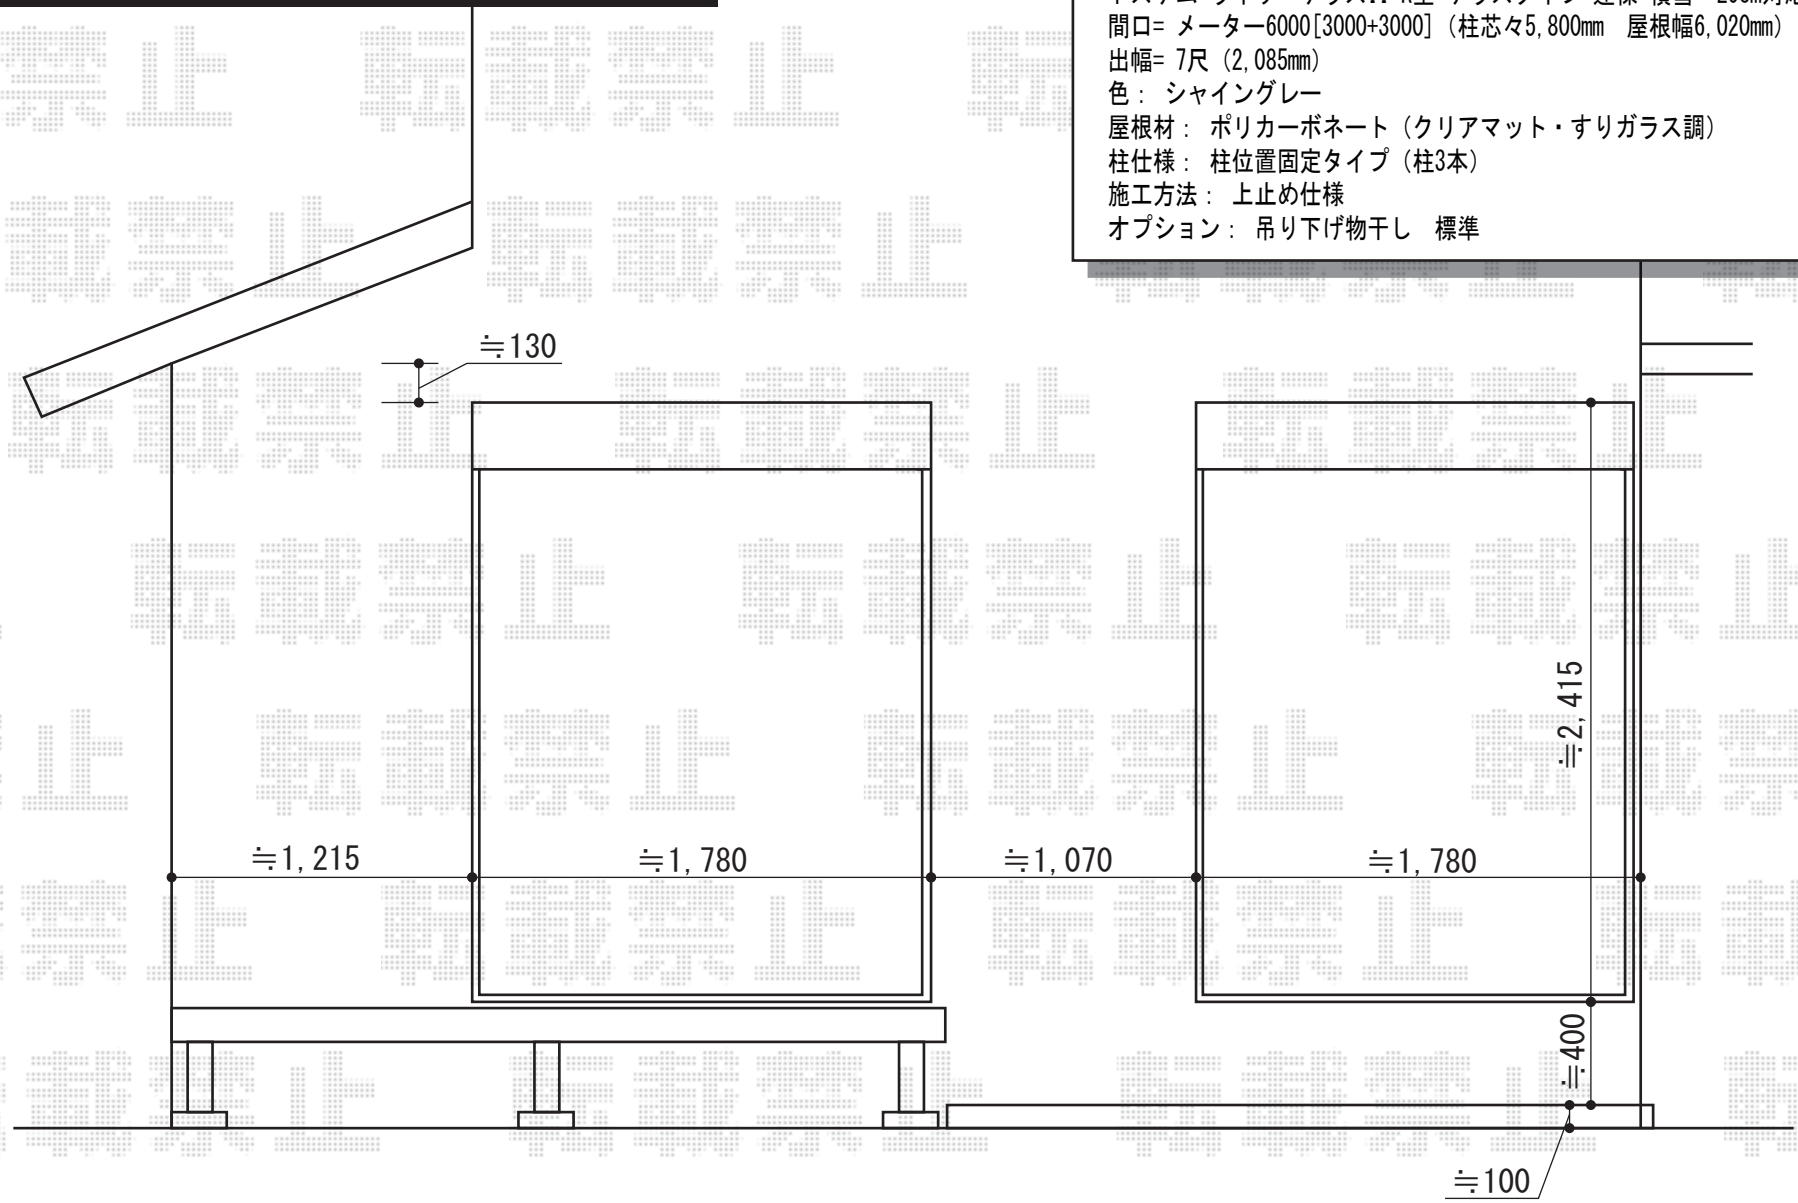 間口= メーター6000[3000+3000] (柱芯々5,800mm　屋根幅6,020mm)
出幅= 7尺 (2,085mm)
色： シャイングレー
屋根材： ポリカーボネート (クリアマット・すりガラス調)
柱仕様： 柱位置固定タイプ (柱3本)
施工方法： 上止め仕様
オプション： 吊り下げ物干し　標準
≒130
≒2,415
≒1,215
≒1,780
≒1,070
≒1,780
≒400
≒100
転載禁止